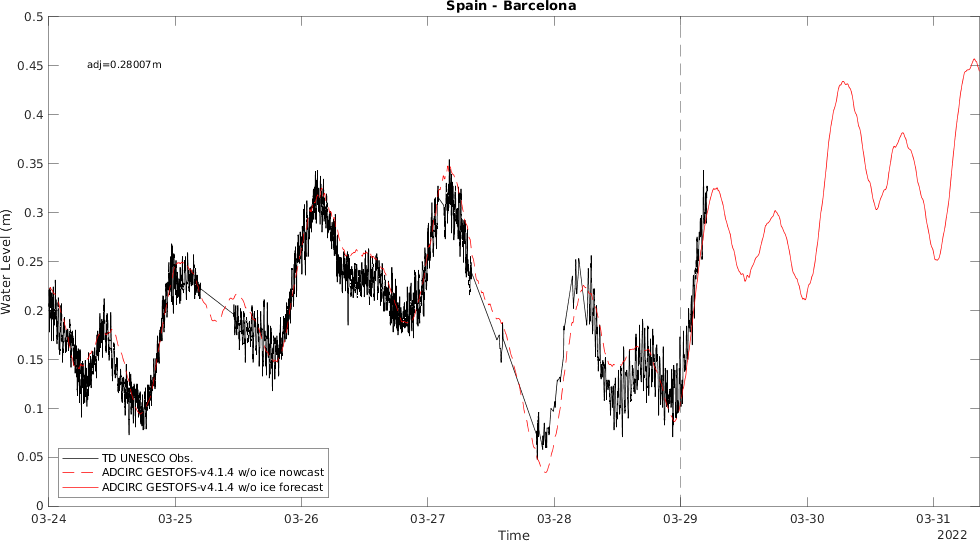 Spain - Barcelona
adj=0.28007m
0.5
0.45
0.4
0.35
0.3
0.25
0.2
0.15
0.1
0.05
0
Water Level (m)
TD UNESCO Obs.
ADCIRC GESTOFS-v4.1.4 w/o ice nowcast
ADCIRC GESTOFS-v4.1.4 w/o ice forecast
03-24 03-25 03-26 03-27 03-28 03-29 03-30 03-31
Time
2022